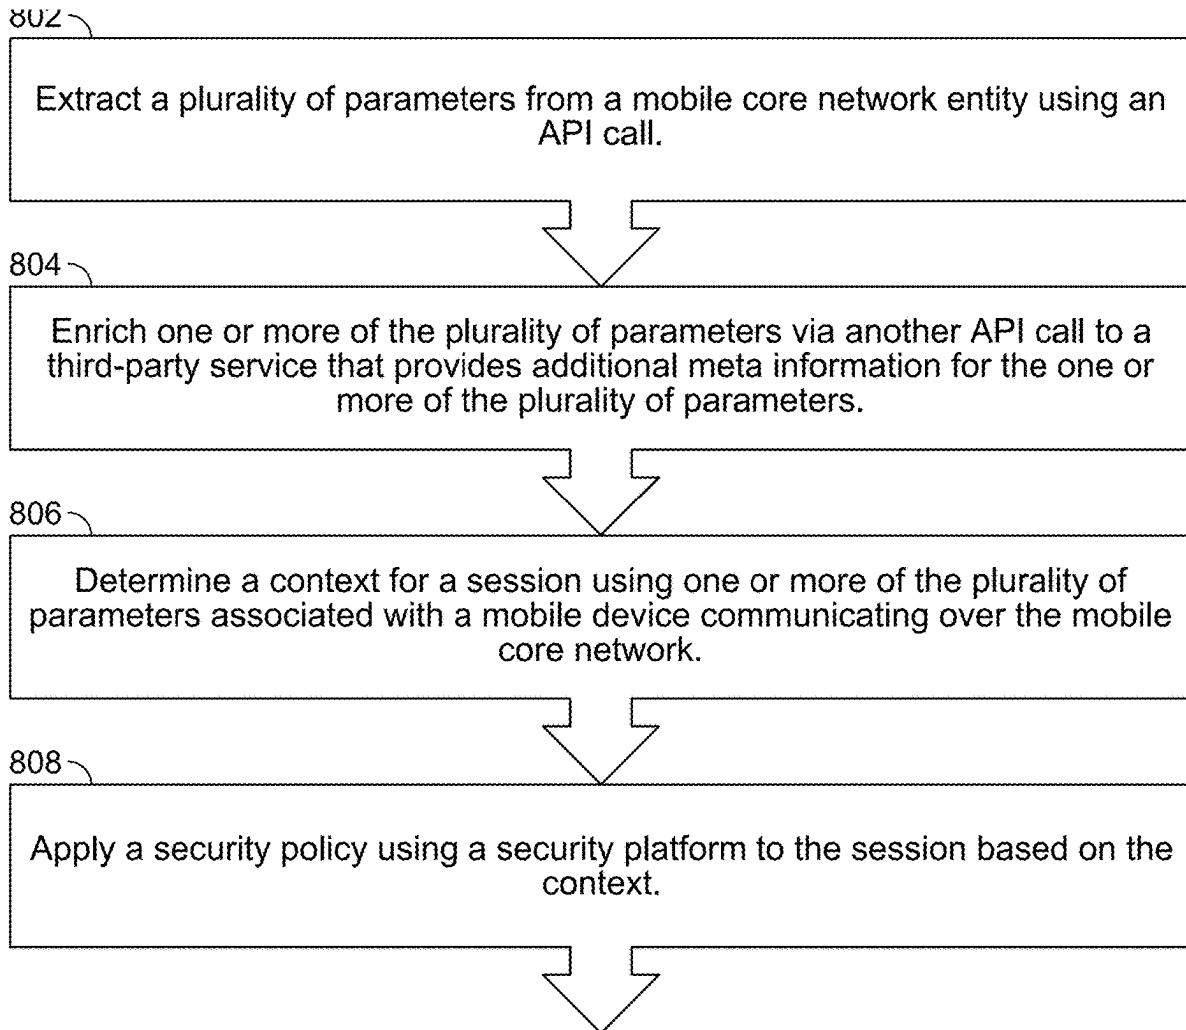 802
Extract a plurality of parameters from a mobile core network entity using an
API call.
804
Enrich one or more of the plurality of parameters via another API call to a
third-party service that provides additional meta information for the one or
more of the plurality of parameters.
806
Determine a context for a session using one or more of the plurality of
parameters associated with a mobile device communicating over the mobile
core network.
808
Apply a security policy using a security platform to the session based on the
context.